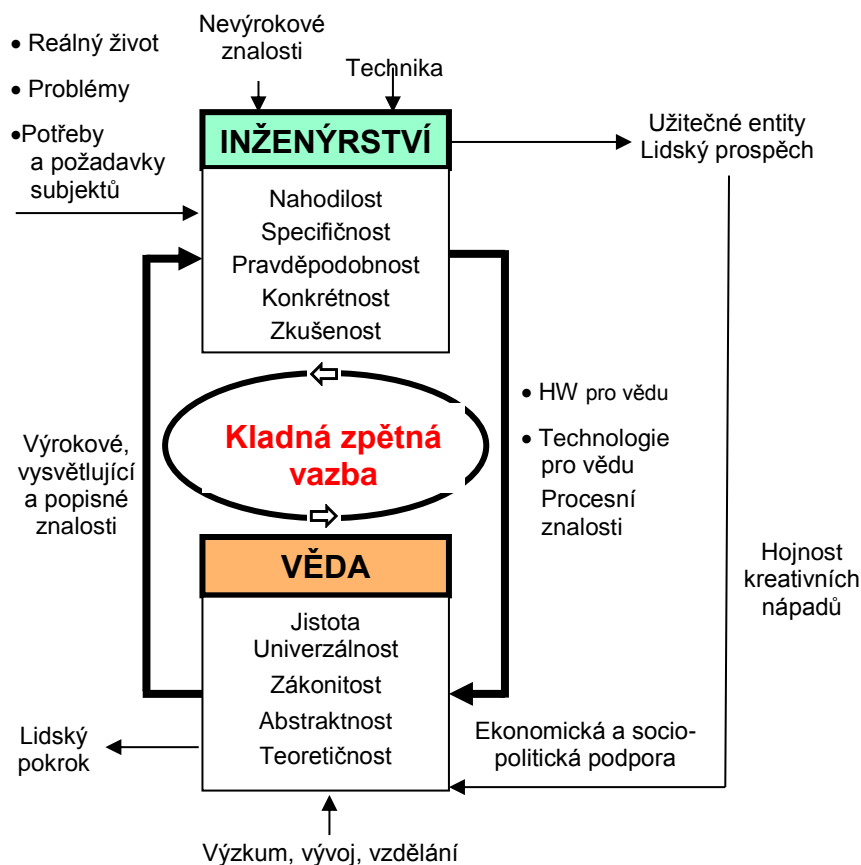 • Reálný život
• Problémy
•Potřeby
a požadavky
subjektů
Nevýrokové
znalosti
Technika
INŽENÝRSTVÍ
Nahodilost
Specifičnost
Pravděpodobnost
Konkrétnost
Zkušenost
Užitečné entity
Lidský prospěch
Kladná zpětná
vazba
Výrokové,
vysvětlující
a popisné
znalosti
• HW pro vědu
• Technologie
pro vědu
Procesní
znalosti
Hojnost
kreativních
nápadů
VĚDA
Jistota
Univerzálnost
Zákonitost
Abstraktnost
Teoretičnost
Lidský
pokrok
Ekonomická a socio-
politická podpora
Výzkum, vývoj, vzdělání